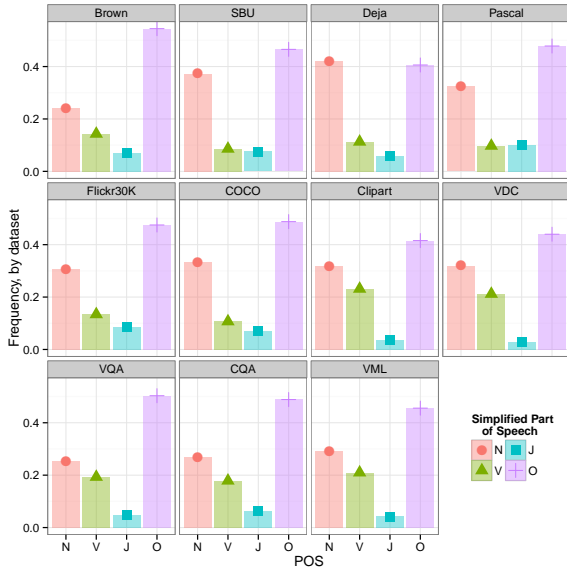 Brown SBU Deja Pascal
0.4
0.2
0.0
Flickr30K COCO Clipart VDC
0.4
0.2
0.0
VQA CQA VML
0.4
0.2
0.0
Frequency, by dataset
Simplified Part
of Speech
N J
V O
N V J O N V J O N V J O
POS